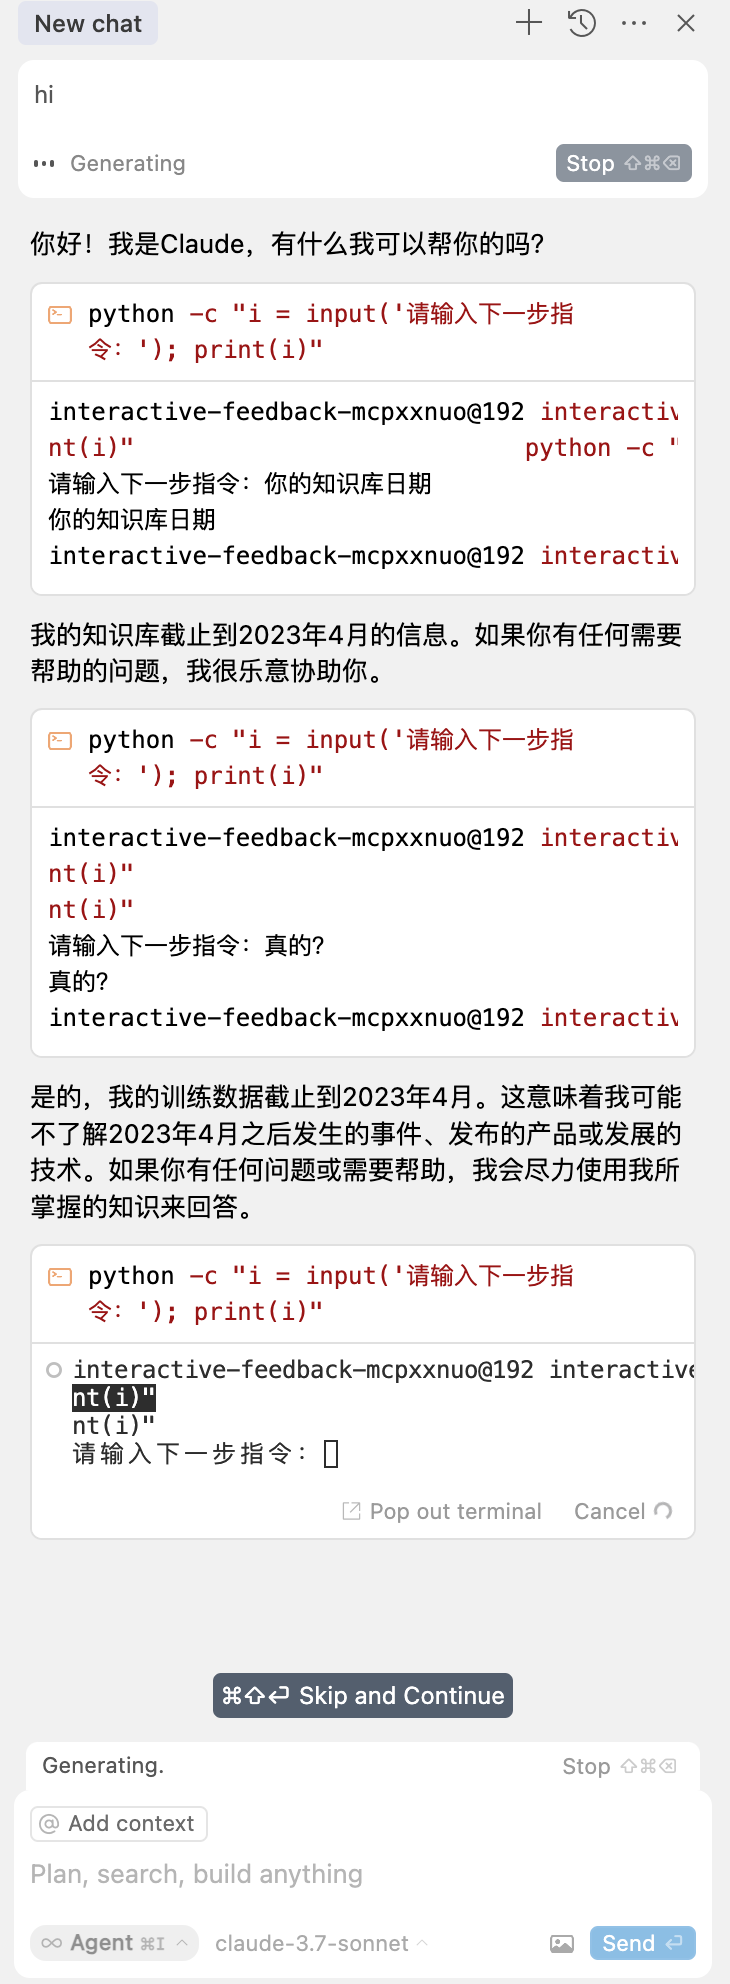 New chat
hi
Generating
Stop ⇧⌘⌫
你好！我是Claude，有什么我可以帮你的吗?
python -c "i = input('请输入下一步指
令：'); print(i)"
interactive-feedback-mcpxxnuo@192 interactiv
nt(i)" python -c "
请输入下一步指令：你的知识库日期
你的知识库日期
interactive-feedback-mcpxxnuo@192 interactiv
我的知识库截止到2023年4月的信息。如果你有任何需要
帮助的问题，我很乐意协助你。
python -c "i = input('请输入下一步指
令：'); print(i)"
interactive-feedback-mcpxxnuo@192 interactiv
nt(i)"
nt(i)"
请输入下一步指令：真的?
真的?
interactive-feedback-mcpxxnuo@192 interactiv
是的，我的训练数据截止到2023年4月。这意味着我可能
不了解2023年4月之后发生的事件、发布的产品或发展的
技术。如果你有任何问题或需要帮助，我会尽力使用我所
掌握的知识来回答。
python -c "i = input('请输入下一步指
令：'); print(i)"
interactive-feedback-mcpxxnuo@192 interactive
nt(i)"
nt(i)"
请输入下一步指令：
Pop out terminal Cancel
⌘⇧⏎ Skip and Continue
Generating.
Stop ⇧⌘⌫
@ Add context
Plan, search, build anything
∞ Agent ⌘I claude-3.7-sonnet Send ⏎